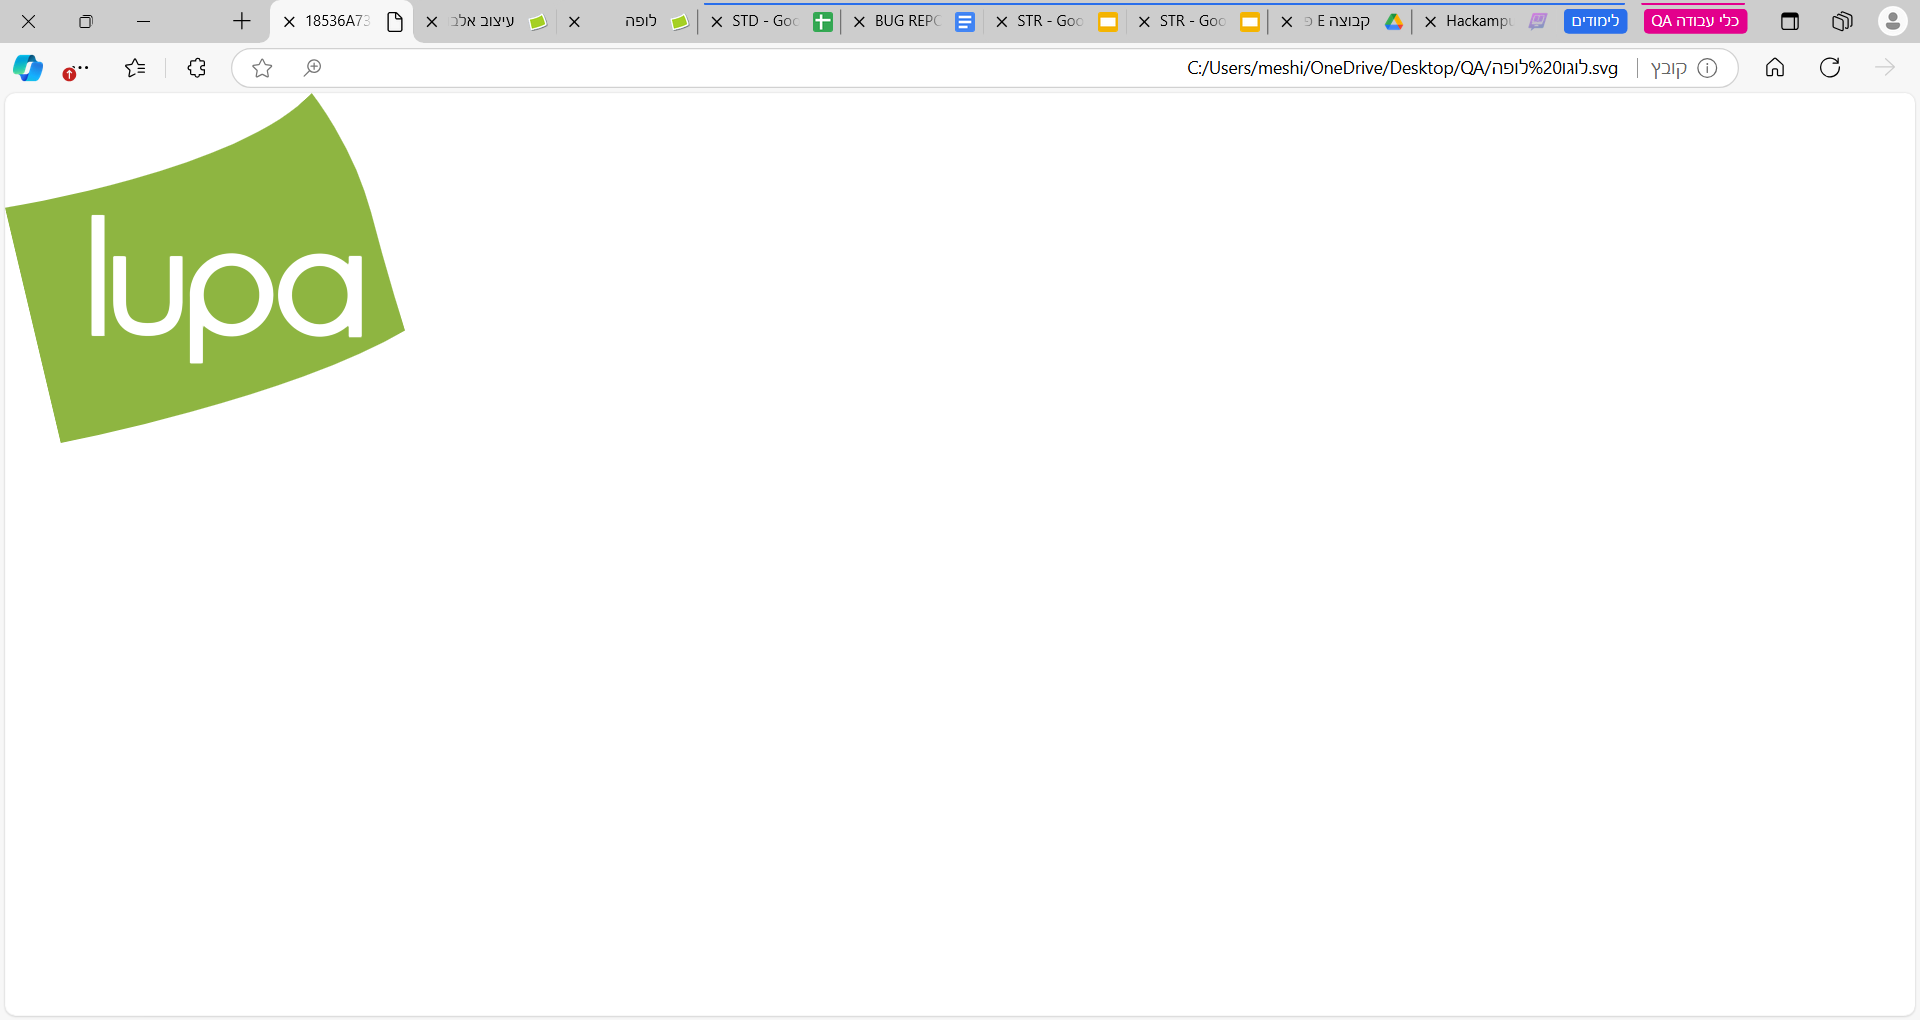 כלי עבודה QA
לימודים
Hackampu
קבוצה E פ
STR - Goo
STR - Goo
BUG REPO
STD - Goo
לופה
עיצוב אלב
18536A73
קובץ
C:/Users/meshi/OneDrive/Desktop/QA/לוגו%20לופה.svg
lupa